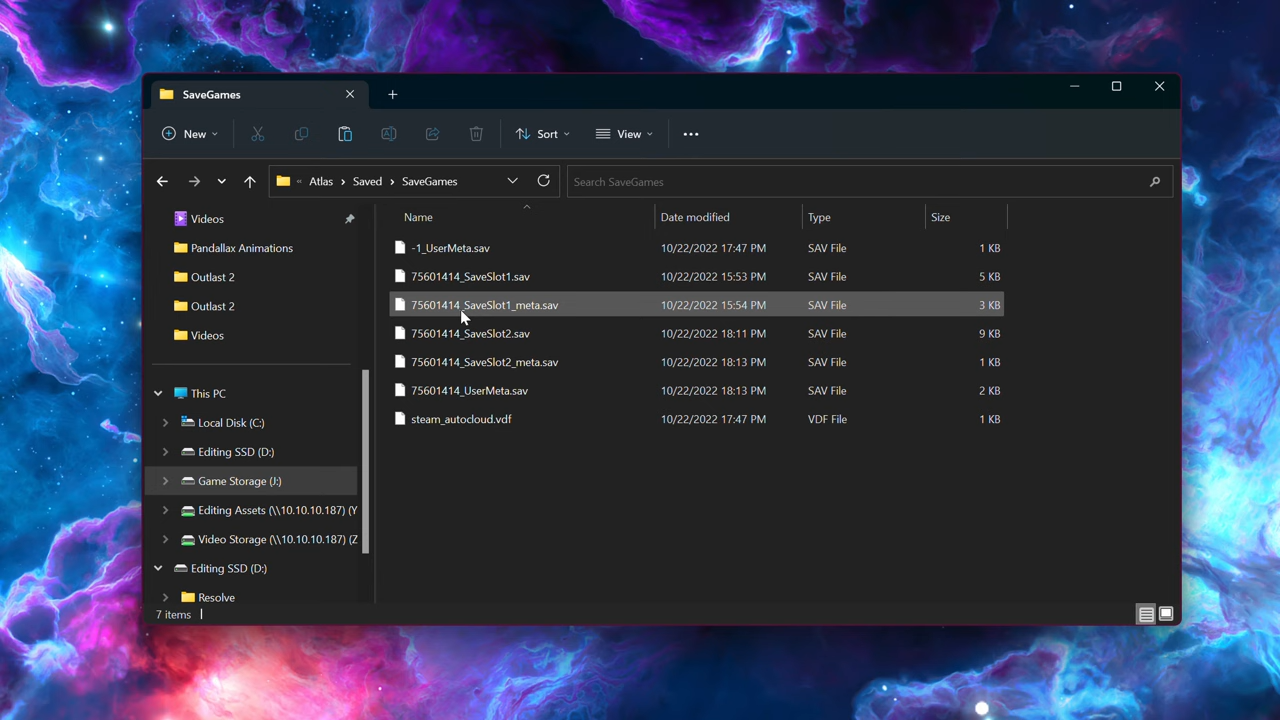 SaveGames
New
Sort
View
« Atlas > Saved > SaveGames
Search SaveGames
Videos
Pandallax Animations
Outlast 2
Outlast 2
Videos
This PC
Local Disk (C:)
Editing SSD (D:)
Game Storage (J:)
Editing Assets (\\10.10.10.187) (Y
Video Storage (\\10.10.10.187) (Z
Editing SSD (D:)
Resolve
Name Date modified Type Size
-1_UserMeta.sav 10/22/2022 17:47 PM SAV File 1 KB
75601414_SaveSlot1.sav 10/22/2022 15:53 PM SAV File 5 KB
75601414_SaveSlot1_meta.sav 10/22/2022 15:54 PM SAV File 3 KB
75601414_SaveSlot2.sav 10/22/2022 18:11 PM SAV File 9 KB
75601414_SaveSlot2_meta.sav 10/22/2022 18:13 PM SAV File 1 KB
75601414_UserMeta.sav 10/22/2022 18:13 PM SAV File 2 KB
steam_autocloud.vdf 10/22/2022 17:47 PM VDF File 1 KB
7 items